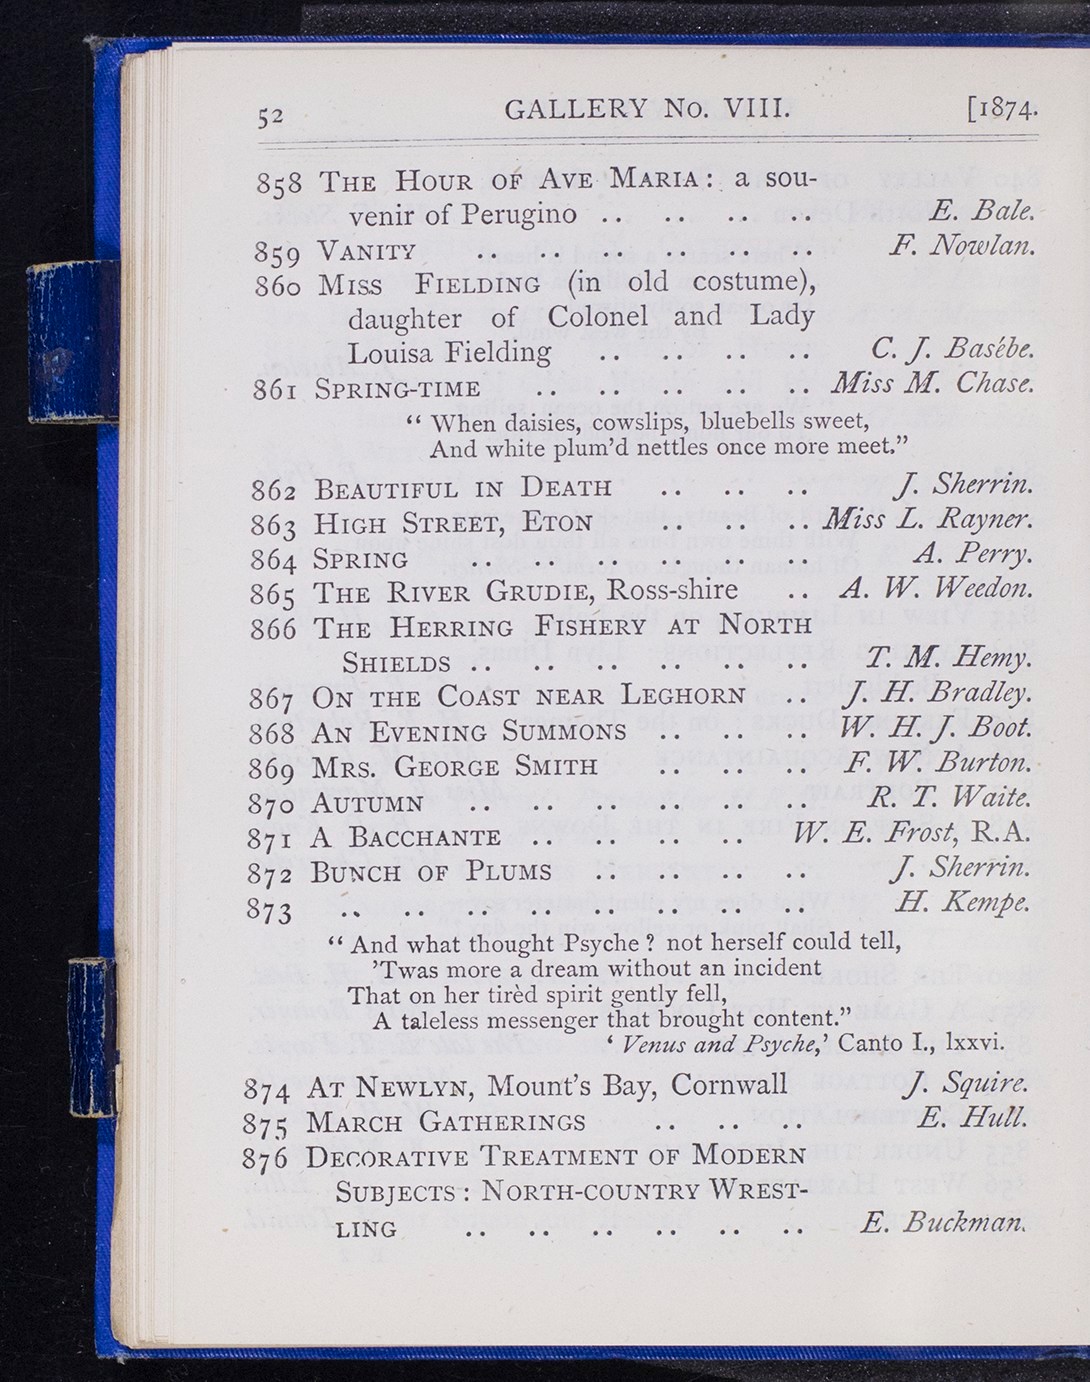 52 GALLERY No. VIII. [1874.
858 THE HOUR OF AVE MARIA: a sou-
venir of Perugino .. .. .. .. E. Bale.
859 VANITY .. .. .. .. .. .. F. Nowlan.
860 MISS FIELDING (in old costume),
daughter of Colonel and Lady
Louisa Fielding .. .. .. .. C. J. Basébe.
861 SPRING-TIME .. .. .. .. .. Miss M. Chase.
“ When daisies, cowslips, bluebells sweet,
And white plum’d nettles once more meet.”
862 BEAUTIFUL IN DEATH .. .. .. J. Sherrin.
863 HIGH STREET, ETON .. .. .. Miss L. Rayner.
864 SPRING .. .. .. .. .. .. A. Perry.
865 THE RIVER GRUDIE, Ross-shire .. A. W. Weedon.
866 THE HERRING FISHERY AT NORTH
SHIELDS .. .. .. .. .. .. T. M. Hemy.
867 ON THE COAST NEAR LEGHORN .. J. H. Bradley.
868 AN EVENING SUMMONS .. .. .. W. H. J. Boot.
869 MRS. GEORGE SMITH .. .. .. F. W. Burton.
870 AUTUMN .. .. .. .. .. .. R. T. Waite.
871 A BACCHANTE .. .. .. .. W. E. Frost, R.A.
872 BUNCH OF PLUMS .. .. .. .. J. Sherrin.
873 .. .. .. .. .. .. .. .. H. Kempe.
“ And what thought Psyche ? not herself could tell,
’Twas more a dream without an incident
That on her tirèd spirit gently fell,
A taleless messenger that brought content.”
‘ Venus and Psyche,’ Canto I., lxxvi.
874 AT NEWLYN, Mount’s Bay, Cornwall J. Squire.
875 MARCH GATHERINGS .. .. .. E. Hull.
876 DECORATIVE TREATMENT OF MODERN
SUBJECTS : NORTH-COUNTRY WREST-
LING .. .. .. .. .. .. E. Buckman.